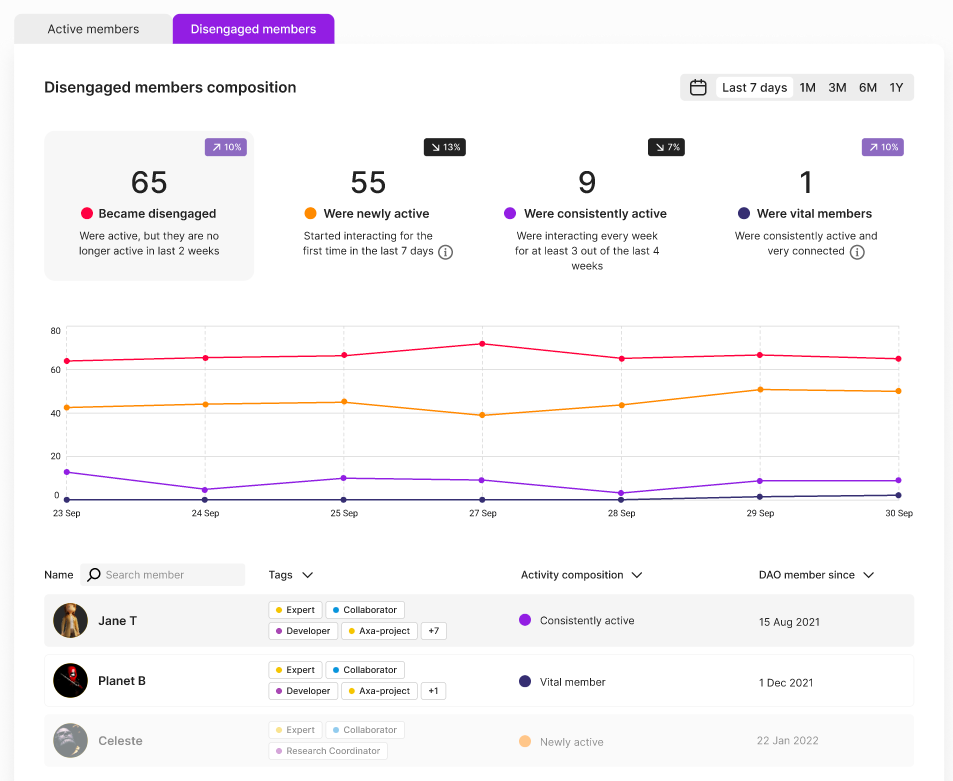 Active members
Disengaged members
Disengaged members composition
Last 7 days 1M 3M 6M 1Y
10%
65
Became disengaged
Were active, but they are no
longer active in last 2 weeks
13%
55
Were newly active
Started interacting for the
first time in the last 7 days
7%
9
Were consistently active
Were interacting every week
for at least 3 out of the last 4
weeks
10%
1
Were vital members
Were consistently active and
very connected
80
60
40
20
0
23 Sep 24 Sep 25 Sep 27 Sep 28 Sep 29 Sep 30 Sep
Name Search member Tags Activity composition DAO member since
Jane T
Expert Collaborator
Developer Axa-project +7
Consistently active
15 Aug 2021
Planet B
Expert Collaborator
Developer Axa-project +1
Vital member
1 Dec 2021
Celeste
Expert Collaborator
Research Coordinator
Newly active
22 Jan 2022